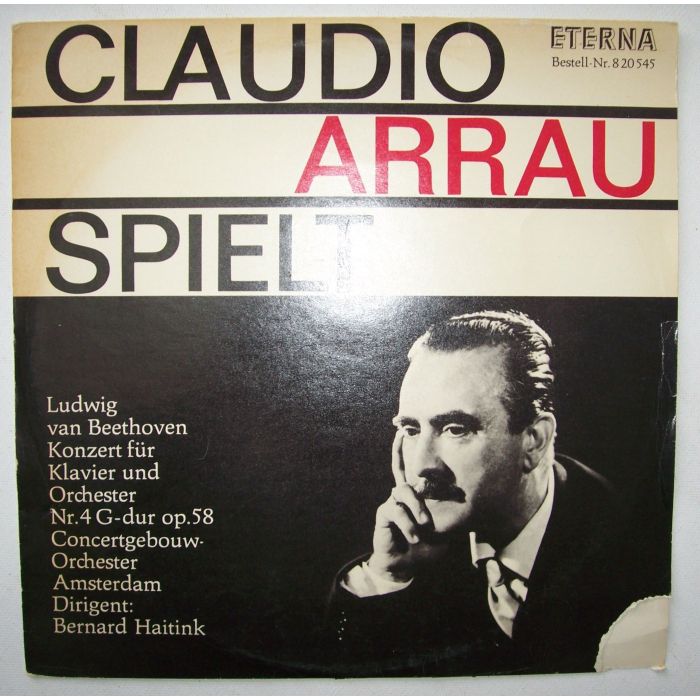 CLAUDIO
ETERNA
Bestell-Nr. 8 20 545
ARRAU
SPIELT
Ludwig
van Beethoven
Konzert für
Klavier und
Orchester
Nr. 4 G-dur op. 58
Concertgebouw-
Orchester
Amsterdam
Dirigent:
Bernard Haitink